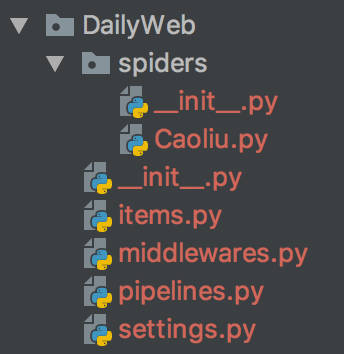 DailyWeb
spiders
__init__.py
Caoliu.py
__init__.py
items.py
middlewares.py
pipelines.py
settings.py